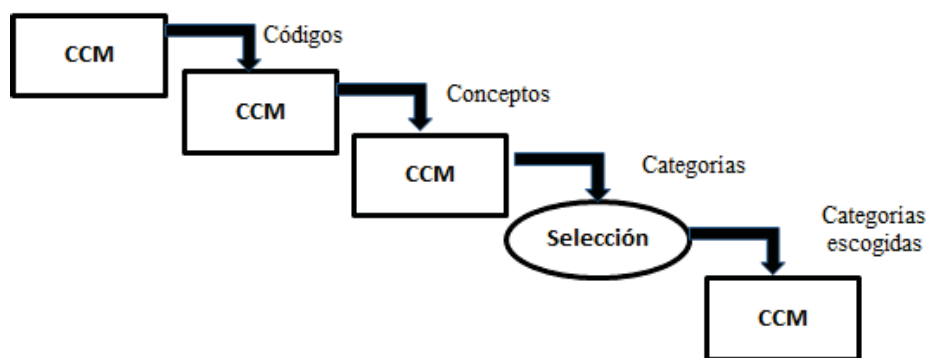 CCM
Códigos
CCM
Conceptos
CCM
Categorias
Selección
Categorias
escogidas
CCM